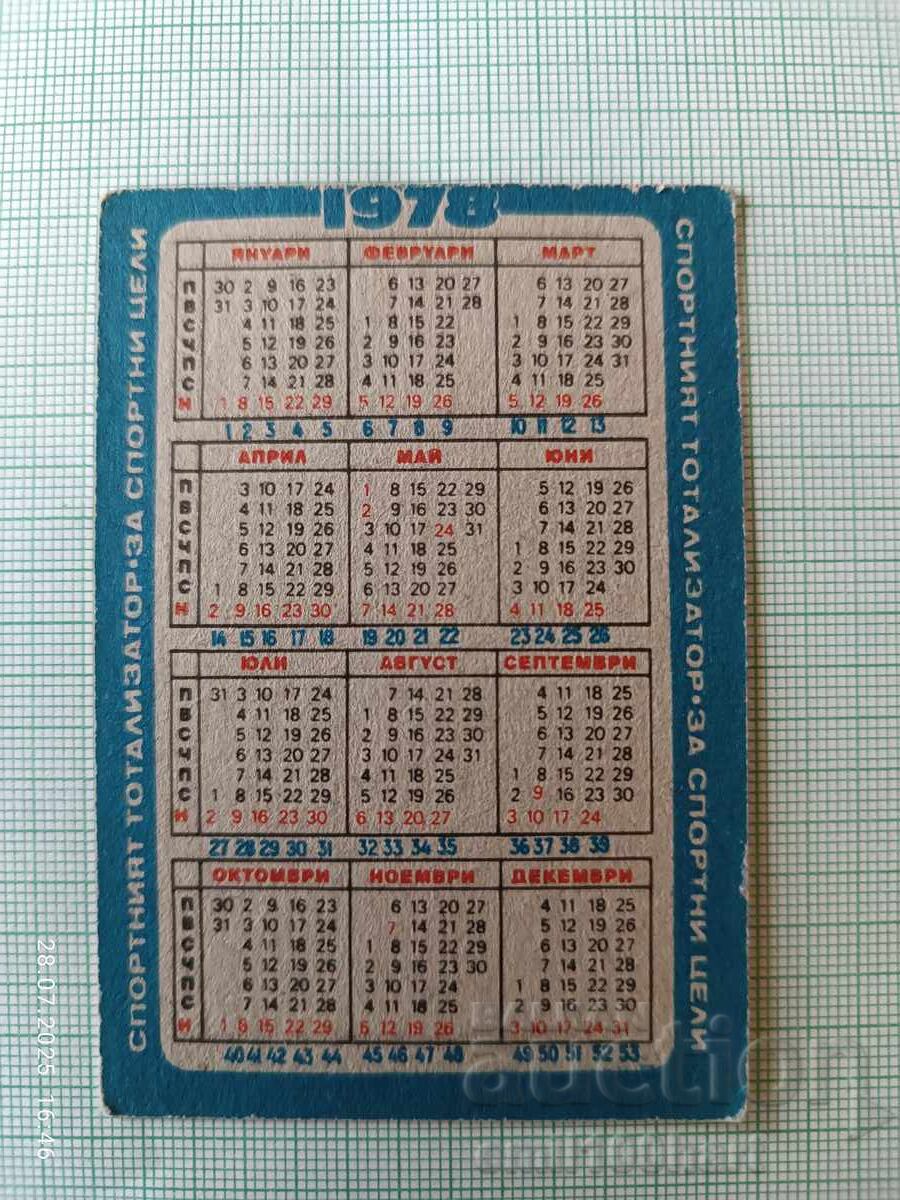 1978
СПОРТНИЯТ ТОТАЛИЗАТОР·ЗА СПОРТНИ ЦЕЛИ
ЯНУАРИ ФЕВРУАРИ МАРТ
П 30 2 9 16 23 6 13 20 27 6 13 20 27
В 31 3 10 17 24 7 14 21 28 7 14 21 28
С 4 11 18 25 1 8 15 22 1 8 15 22 29
Ч 5 12 19 26 2 9 16 23 2 9 16 23 30
П 6 13 20 27 3 10 17 24 3 10 17 24 31
С 7 14 21 28 4 11 18 25 4 11 18 25
Н 1 8 15 22 29 5 12 19 26 5 12 19 26
1 2 3 4 5 6 7 8 9 10 11 12 13
АПРИЛ МАЙ ЮНИ
П 3 10 17 24 1 8 15 22 29 5 12 19 26
В 4 11 18 25 2 9 16 23 30 6 13 20 27
С 5 12 19 26 3 10 17 24 31 7 14 21 28
Ч 6 13 20 27 4 11 18 25 1 8 15 22 29
П 7 14 21 28 5 12 19 26 2 9 16 23 30
С 1 8 15 22 29 6 13 20 27 3 10 17 24
Н 2 9 16 23 30 7 14 21 28 4 11 18 25
14 15 16 17 18 19 20 21 22 23 24 25 26
ЮЛИ АВГУСТ СЕПТЕМВРИ
П 31 3 10 17 24 7 14 21 28 4 11 18 25
В 4 11 18 25 1 8 15 22 29 5 12 19 26
С 5 12 19 26 2 9 16 23 30 6 13 20 27
Ч 6 13 20 27 3 10 17 24 31 7 14 21 28
П 7 14 21 28 4 11 18 25 1 8 15 22 29
С 1 8 15 22 29 5 12 19 26 2 9 16 23 30
Н 2 9 16 23 30 6 13 20 27 3 10 17 24
27 28 29 30 31 32 33 34 35 36 37 38 39
ОКТОМВРИ НОЕМВРИ ДЕКЕМВРИ
П 30 2 9 16 23 6 13 20 27 4 11 18 25
В 31 3 10 17 24 7 14 21 28 5 12 19 26
С 4 11 18 25 1 8 15 22 29 6 13 20 27
Ч 5 12 19 26 2 9 16 23 30 7 14 21 28
П 6 13 20 27 3 10 17 24 1 8 15 22 29
С 7 14 21 28 4 11 18 25 2 9 16 23 30
Н 1 8 15 22 29 5 12 19 26 3 10 17 24 31
40 41 42 43 44 45 46 47 48 49 50 51 52 53
СПОРТНИЯТ ТОТАЛИЗАТОР·ЗА СПОРТНИ ЦЕЛИ
28.07.2025 16:46
auction